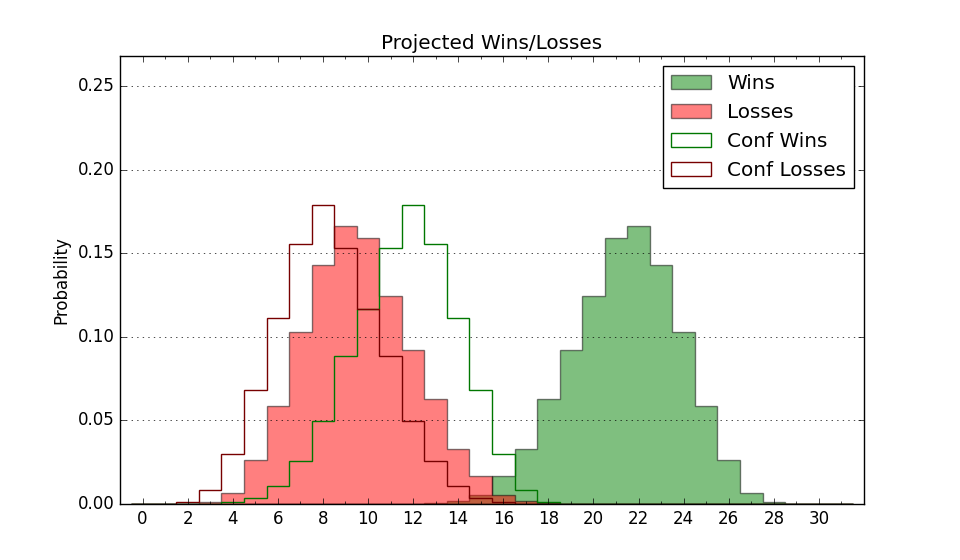 Projected Wins/Losses
Wins
Losses
Conf Wins
Conf Losses
Probability
0.25
0.20
0.15
0.10
0.05
0.00
0 2 4 6 8 10 12 14 16 18 20 22 24 26 28 30